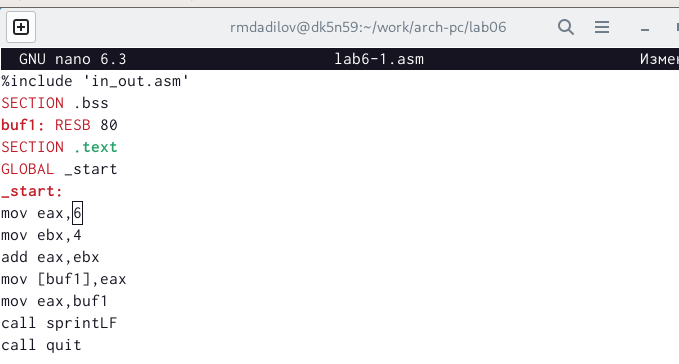 rmdadilov@dk5n59:~/work/arch-pc/lab06
GNU nano 6.3 lab6-1.asm Измен
%include 'in_out.asm'
SECTION .bss
buf1: RESB 80
SECTION .text
GLOBAL _start
_start:
mov eax,6
mov ebx,4
add eax,ebx
mov [buf1],eax
mov eax,buf1
call sprintLF
call quit